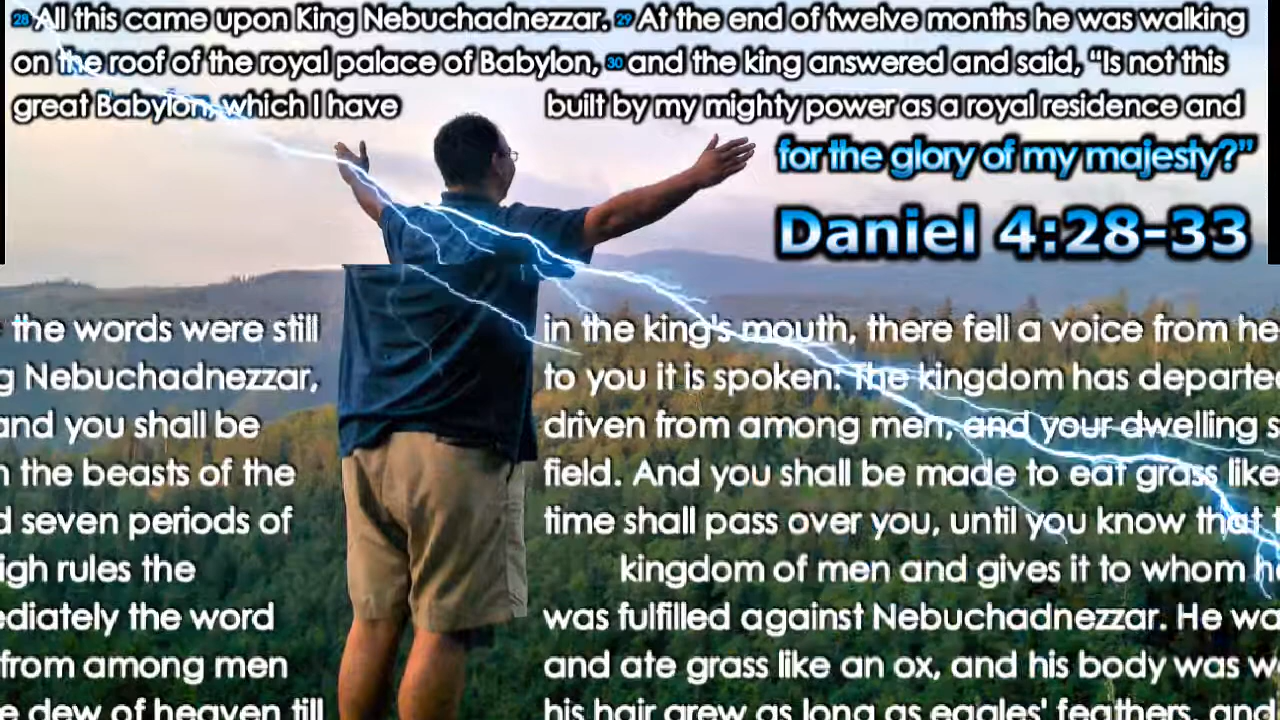 28 All this came upon King Nebuchadnezzar. 29 At the end of twelve months he was walking
on the roof of the royal palace of Babylon, 30 and the king answered and said, “Is not this
great Babylon, which I have built by my mighty power as a royal residence and
for the glory of my majesty?”
Daniel 4:28-33
the words were still in the king's mouth, there fell a voice from he
g Nebuchadnezzar, to you it is spoken: The kingdom has departe
and you shall be driven from among men, and your dwelling s
the beasts of the field. And you shall be made to eat grass like
d seven periods of time shall pass over you, until you know that
igh rules the kingdom of men and gives it to whom he
ediately the word was fulfilled against Nebuchadnezzar. He wa
from among men and ate grass like an ox, and his body was w
e dew of heaven till his hair grew as long as eagles' feathers, and